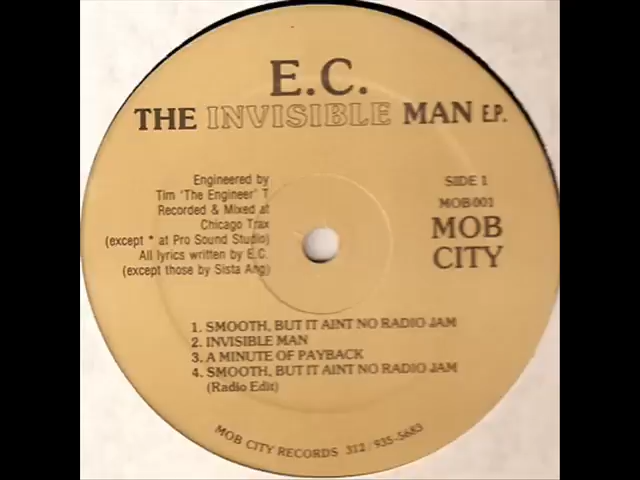 E.C.
THE INVISIBLE MAN E.P.
Engineered by
Tim 'The Engineer' T
Recorded & Mixed at
Chicago Trax
(except * at Pro Sound Studio)
All lyrics written by E.C.
(except those by Sista Ang)
SIDE 1
MOB001
MOB
CITY
1. SMOOTH, BUT IT AINT NO RADIO JAM
2. INVISIBLE MAN
3. A MINUTE OF PAYBACK
4. SMOOTH, BUT IT AINT NO RADIO JAM
(Radio Edit)
MOB CITY RECORDS 312/935-5683